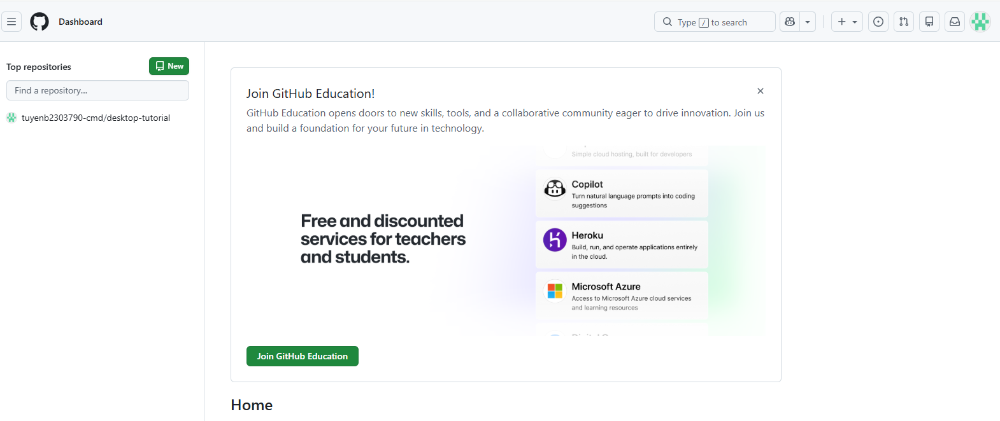 Dashboard
Type / to search
Top repositories
New
Find a repository...
tuyenb2303790-cmd/desktop-tutorial
Join GitHub Education!
GitHub Education opens doors to new skills, tools, and a collaborative community eager to drive innovation. Join us
and build a foundation for your future in technology.
Free and discounted
services for teachers
and students.
Simple cloud hosting, built for developers
Copilot
Turn natural language prompts into coding
suggestions
Heroku
Build, run, and operate applications entirely
in the cloud.
Microsoft Azure
Access to Microsoft Azure cloud services
and learning resources
Join GitHub Education
Home